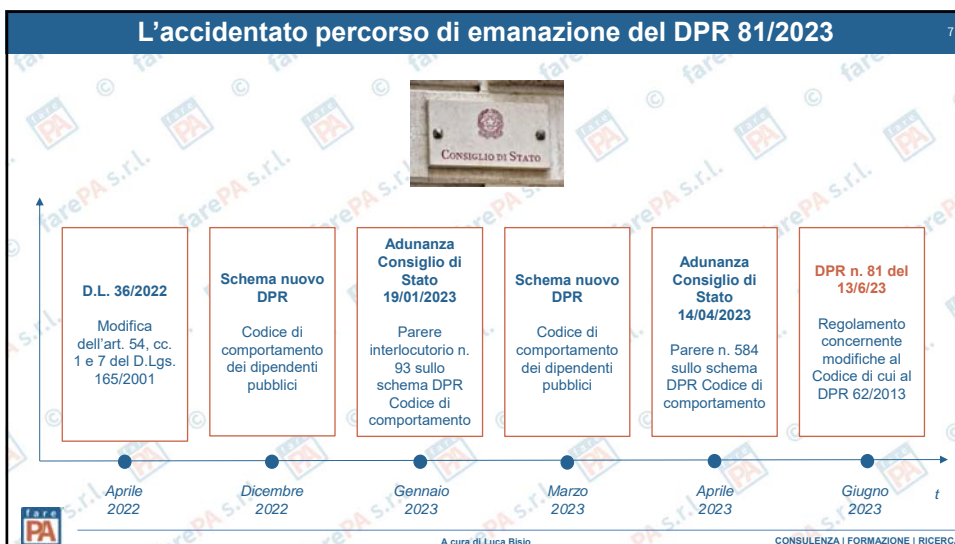 L'accidentato percorso di emanazione del DPR 81/2023
7
CONSIGLIO DI STATO
D.L. 36/2022
Modifica
dell'art. 54, cc.
1 e 7 del D.Lgs.
165/2001
Schema nuovo
DPR
Codice di
comportamento
dei dipendenti
pubblici
Adunanza
Consiglio di
Stato
19/01/2023
Parere
interlocutorio n.
93 sullo
schema DPR
Codice di
comportamento
Schema nuovo
DPR
Codice di
comportamento
dei dipendenti
pubblici
Adunanza
Consiglio di
Stato
14/04/2023
Parere n. 584
sullo schema
DPR Codice di
comportamento
DPR n. 81 del
13/6/23
Regolamento
concernente
modifiche al
Codice di cui al
DPR 62/2013
Aprile
2022
Dicembre
2022
Gennaio
2023
Marzo
2023
Aprile
2023
Giugno
2023
t
fare
PA
A cura di Luca Bisio
CONSULENZA | FORMAZIONE | RICERCA
farePA s.r.l. ©